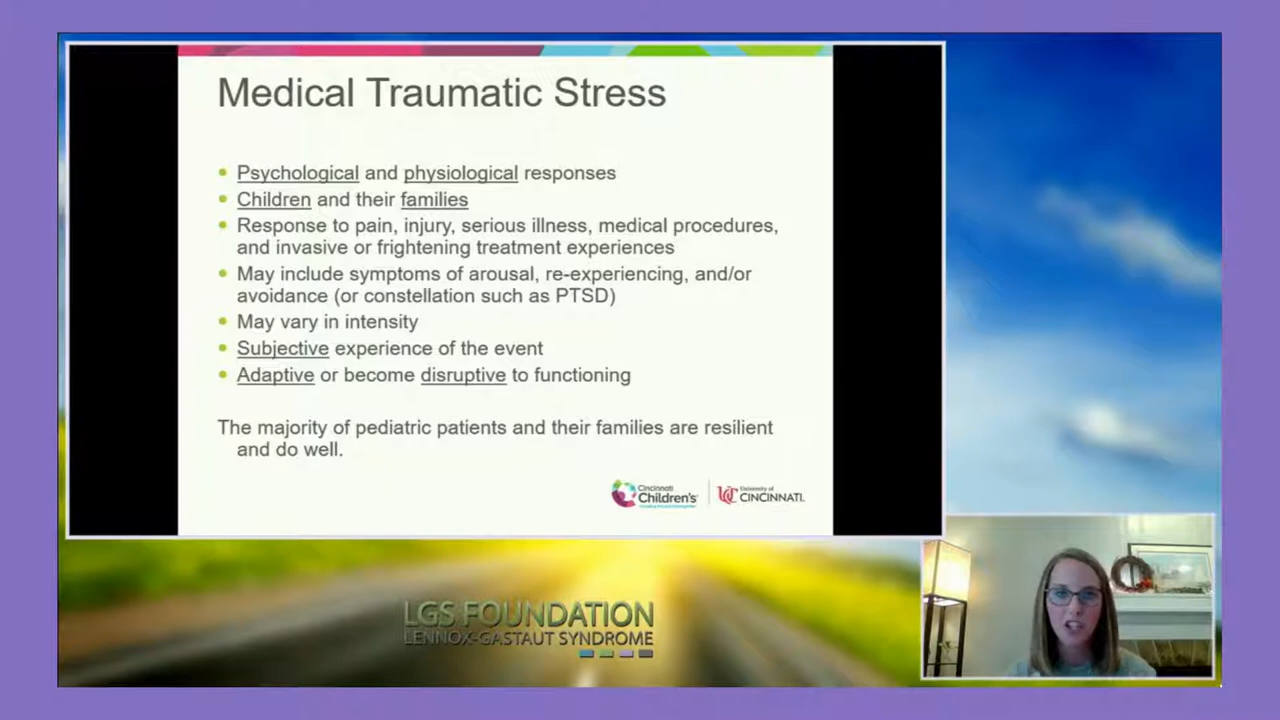 Medical Traumatic Stress
Psychological and physiological responses
Children and their families
Response to pain, injury, serious illness, medical procedures,
and invasive or frightening treatment experiences
May include symptoms of arousal, re-experiencing, and/or
avoidance (or constellation such as PTSD)
May vary in intensity
Subjective experience of the event
Adaptive or become disruptive to functioning
The majority of pediatric patients and their families are resilient
and do well.
Cincinnati
Children's
University of
CINCINNATI
LGS FOUNDATION
LENNOX-GASTAUT SYNDROME